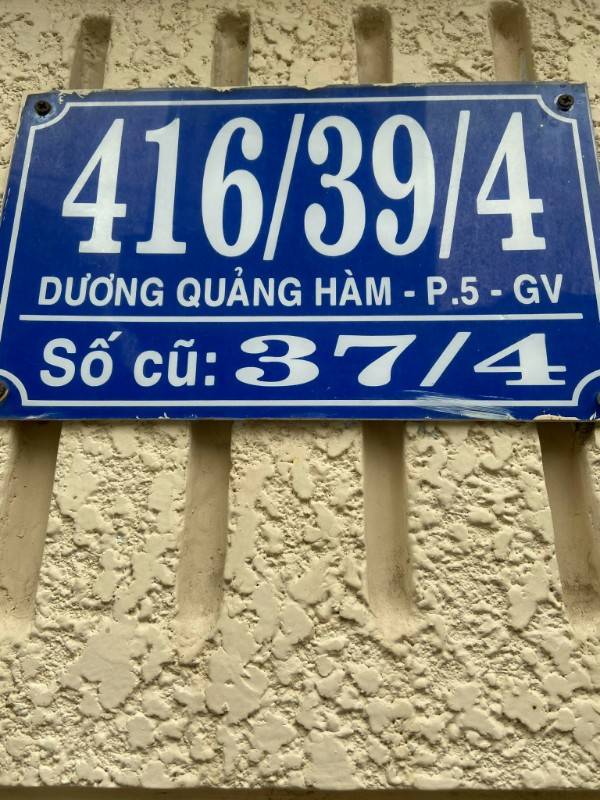 416/39/4
DƯƠNG QUẢNG HÀM - P.5 - GV
Số cũ: 37/4